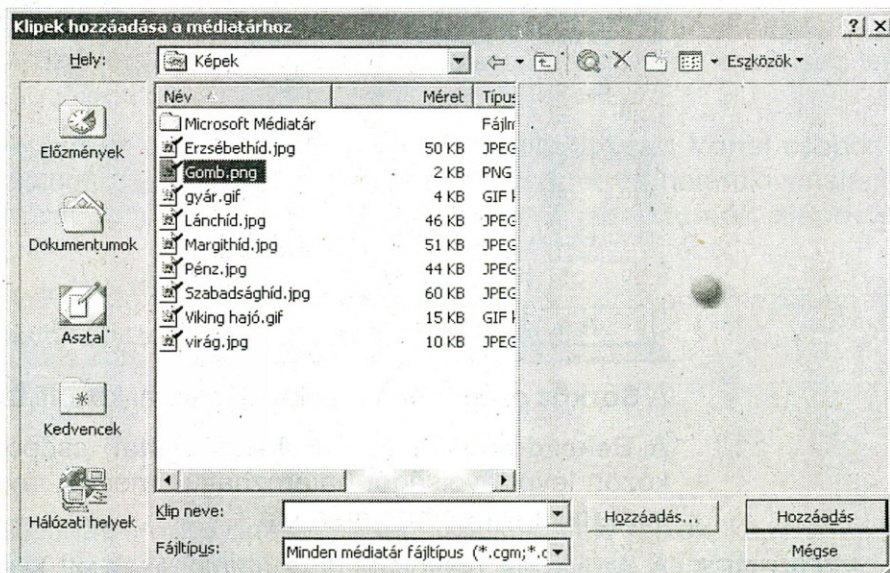 Klipek hozzáadása a médiatárhoz
Hely: Képek Eszközök
Név Méret Típus
Microsoft Médiatár Fájlm
Erzsébethíd.jpg 50 KB JPEG
Gomb.png 2 KB PNG
gyár.gif 4 KB GIF k
Lánchíd.jpg 46 KB JPEG
Margithíd.jpg 51 KB JPEG
Pénz.jpg 44 KB JPEG
Szabadsághíd.jpg 60 KB JPEG
Viking hajó.gif 15 KB GIF k
virág.jpg 10 KB JPEG
Előzmények
Dokumentumok
Asztal
Kedvencek
Hálózati helyek
Klip neve: Hozzáadás... Hozzáadás
Fájltípus: Minden médiatár fájltípus (*.cgm;*.c Mégse